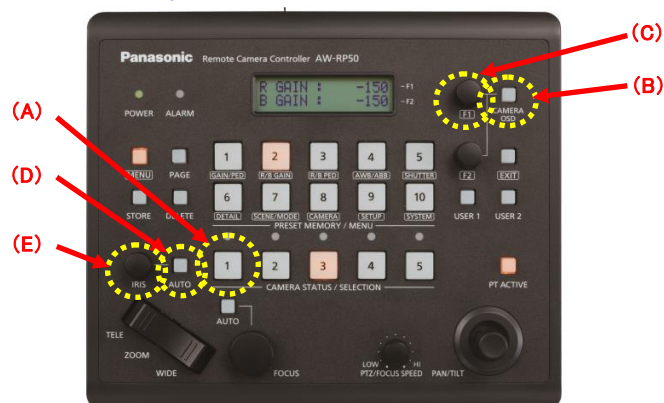 (C)
Panasonic Remote Camera Controller AW-RP50
R GAIN : -150 - F1
B GAIN : -150 - F2
(B)
F1
CAMERA
OSD
(A)
POWER ALARM
MENU PAGE
1 2 3 4 5
GAIN/PED R/B GAIN R/B PED AWB/ABB SHUTTER
F2 EXIT
(D)
STORE DELETE
6 7 8 9 10
DETAIL SCENE/MODE CAMERA SETUP SYSTEM
USER 1 USER 2
PRESET MEMORY / MENU
(E)
IRIS AUTO
1 2 3 4 5
CAMERA STATUS / SELECTION
PT ACTIVE
AUTO
TELE
ZOOM
WIDE
FOCUS
LOW HI
PTZ/FOCUS SPEED
PAN/TILT